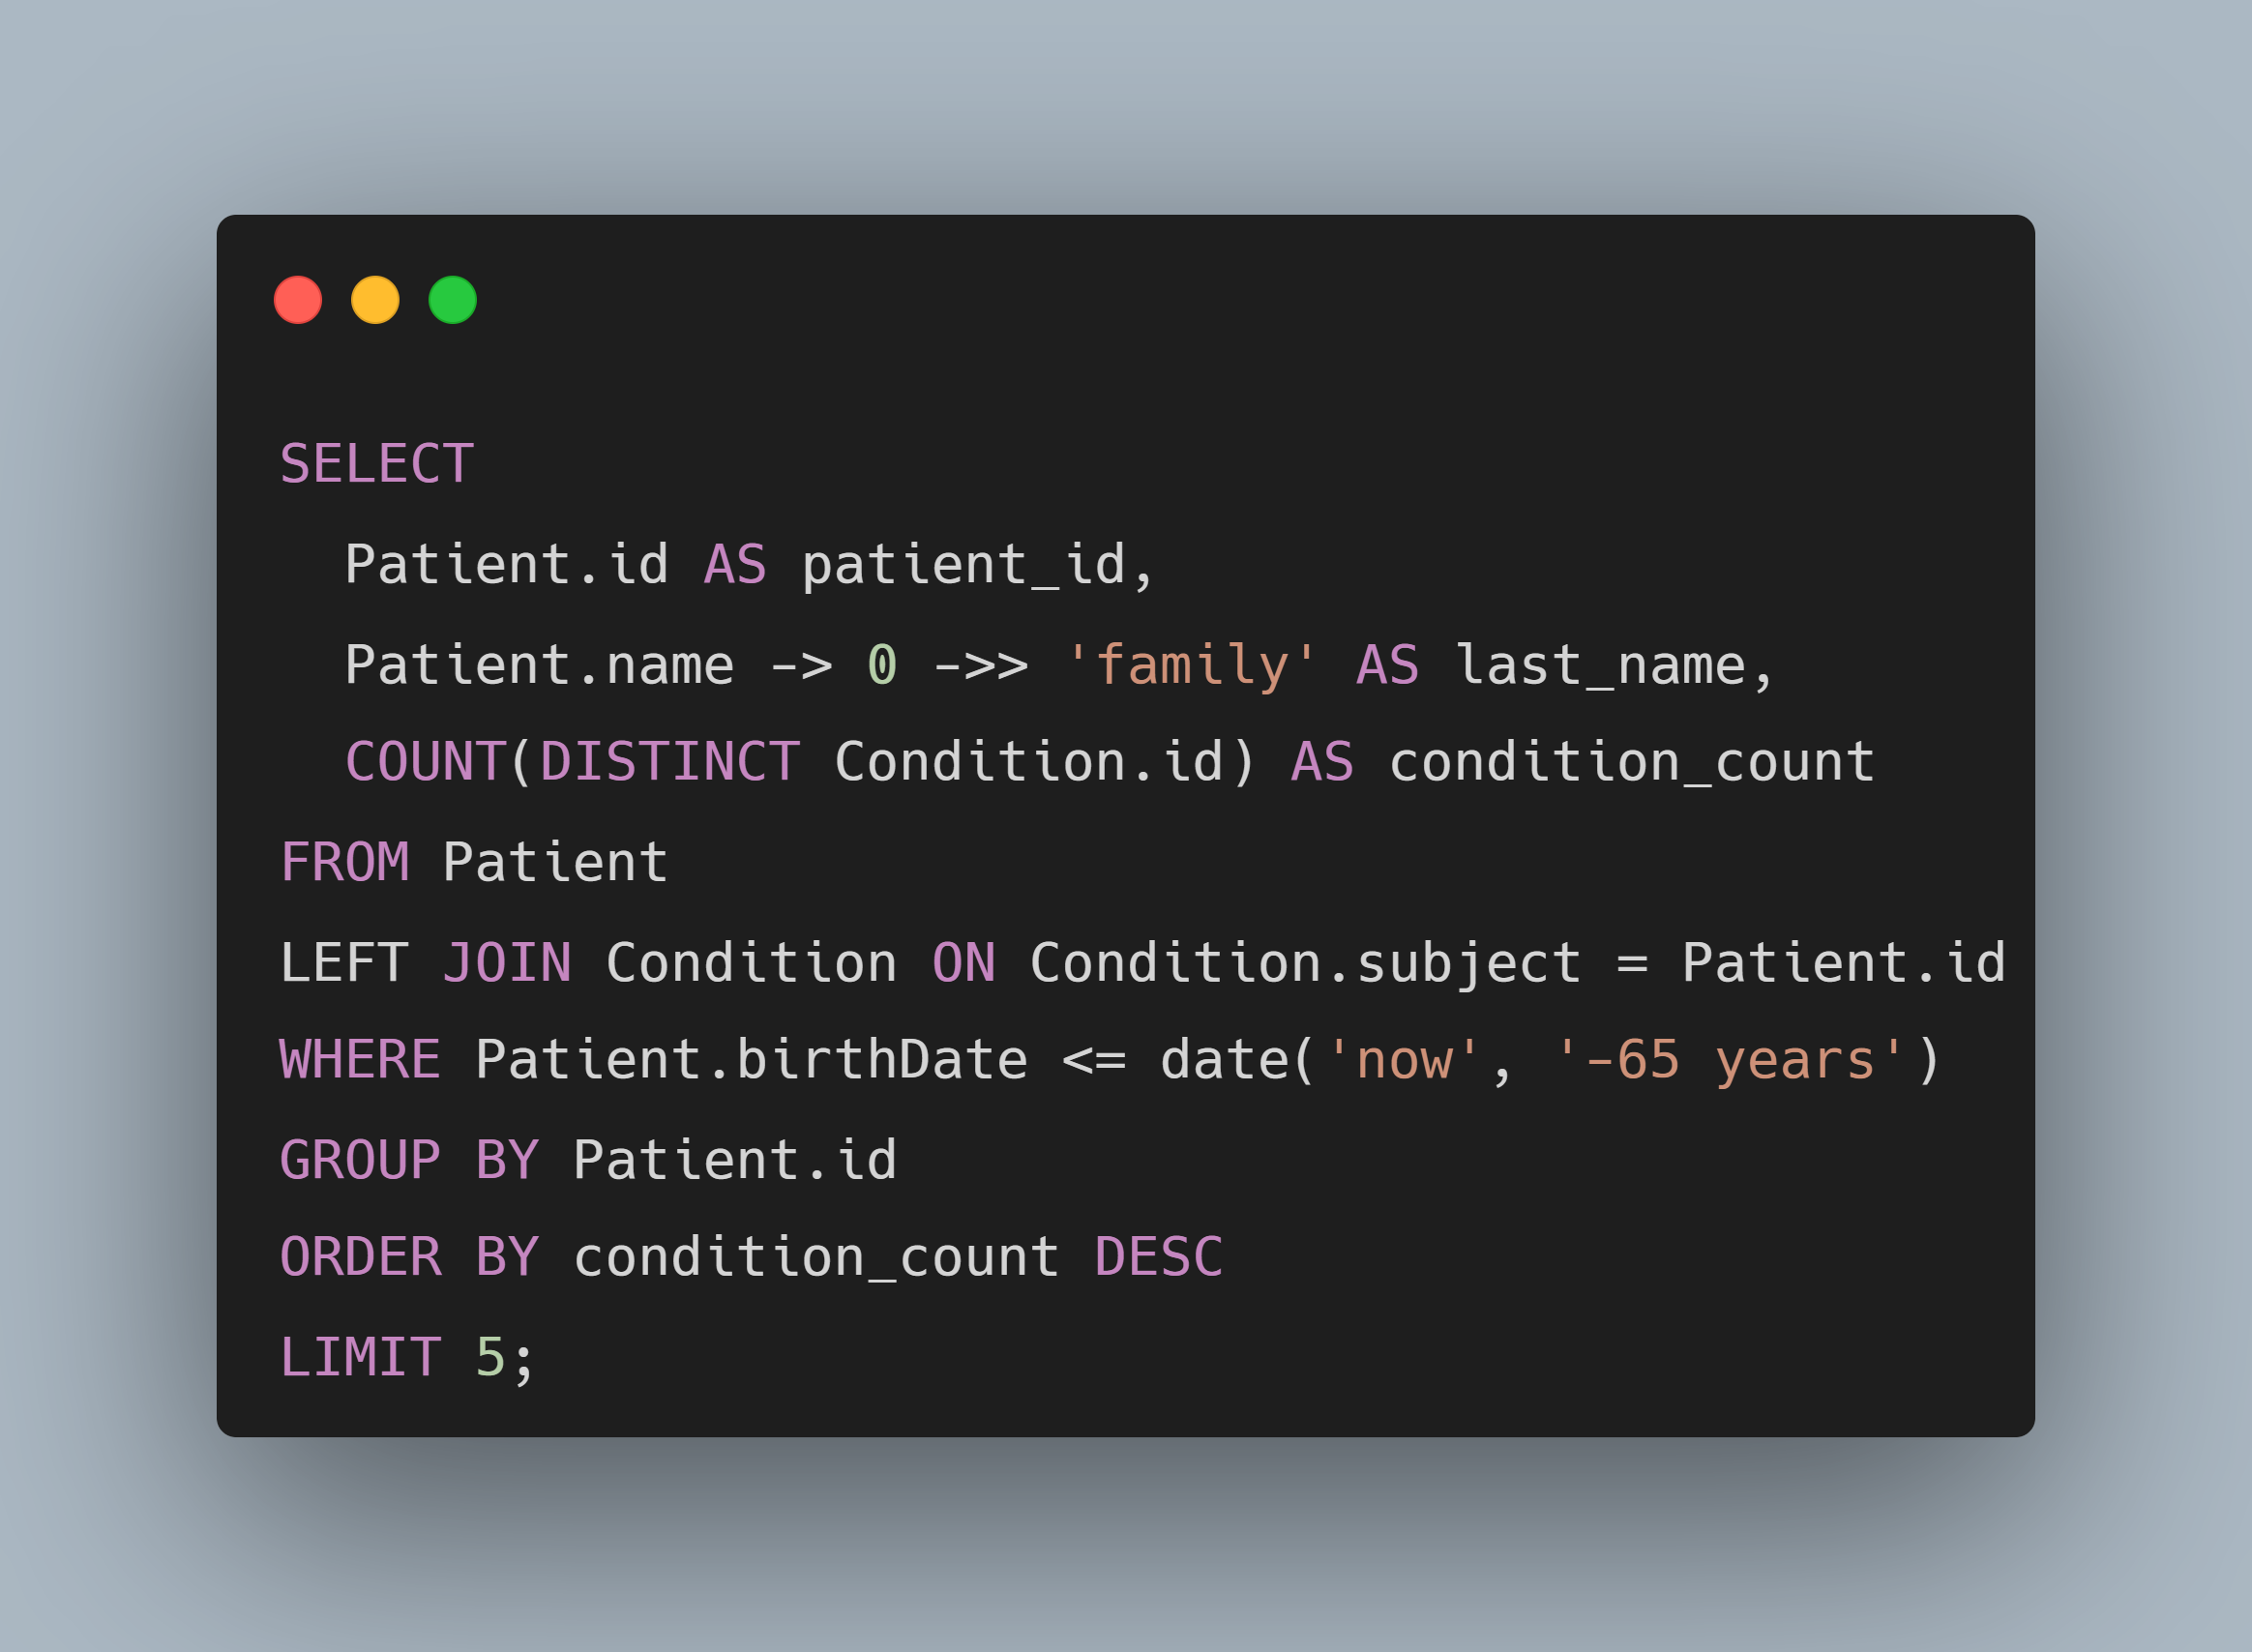 SELECT
  Patient.id AS patient_id,
  Patient.name -> 0 ->> 'family' AS last_name,
  COUNT(DISTINCT Condition.id) AS condition_count
FROM Patient
LEFT JOIN Condition ON Condition.subject = Patient.id
WHERE Patient.birthDate <= date('now', '-65 years')
GROUP BY Patient.id
ORDER BY condition_count DESC
LIMIT 5;